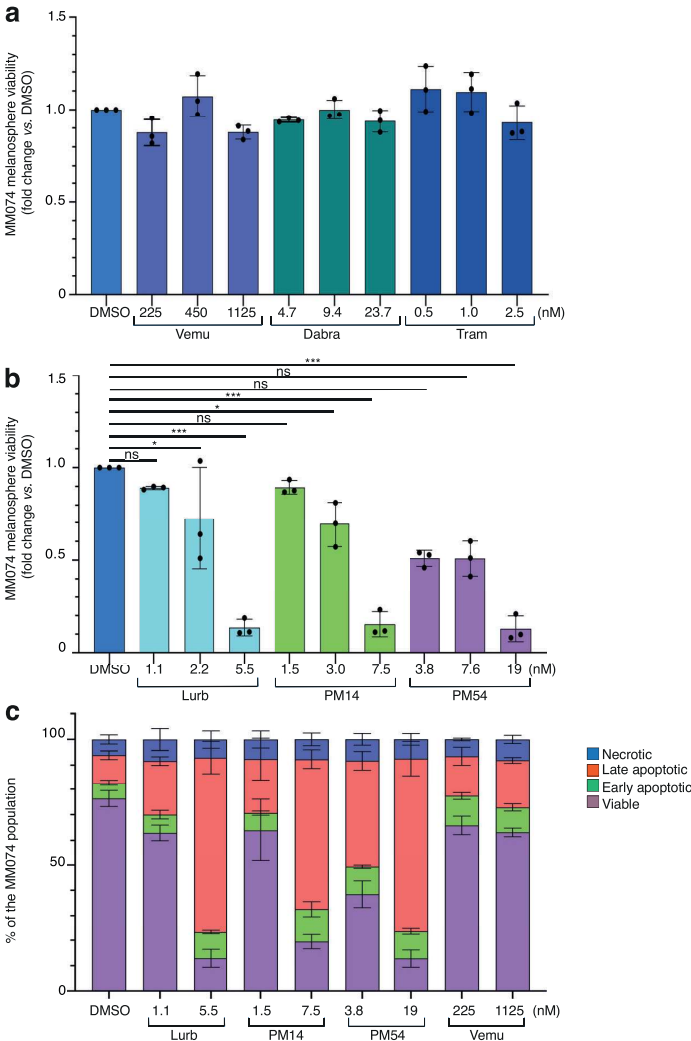 a
MM074 melanosphere viability
(fold change vs. DMSO)
1.5
1.0
0.5
0
DMSO 225 450 1125 4.7 9.4 23.7 0.5 1.0 2.5 (nM)
Vemu Dabra Tram
b
MM074 melanosphere viability
(fold change vs. DMSO)
***
ns
ns
***
*
ns
***
*
ns
1.5
1.0
0.5
0
DMSO 1.1 2.2 5.5 1.5 3.0 7.5 3.8 7.6 19 (nM)
Lurb PM14 PM54
c
% of the MM074 population
100
50
0
Necrotic
Late apoptotic
Early apoptotic
Viable
DMSO 1.1 5.5 1.5 7.5 3.8 19 225 1125 (nM)
Lurb PM14 PM54 Vemu